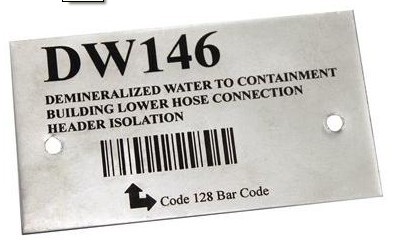 DW146
DEMINERALIZED WATER TO CONTAINMENT
BUILDING LOWER HOSE CONNECTION
HEADER ISOLATION
Code 128 Bar Code